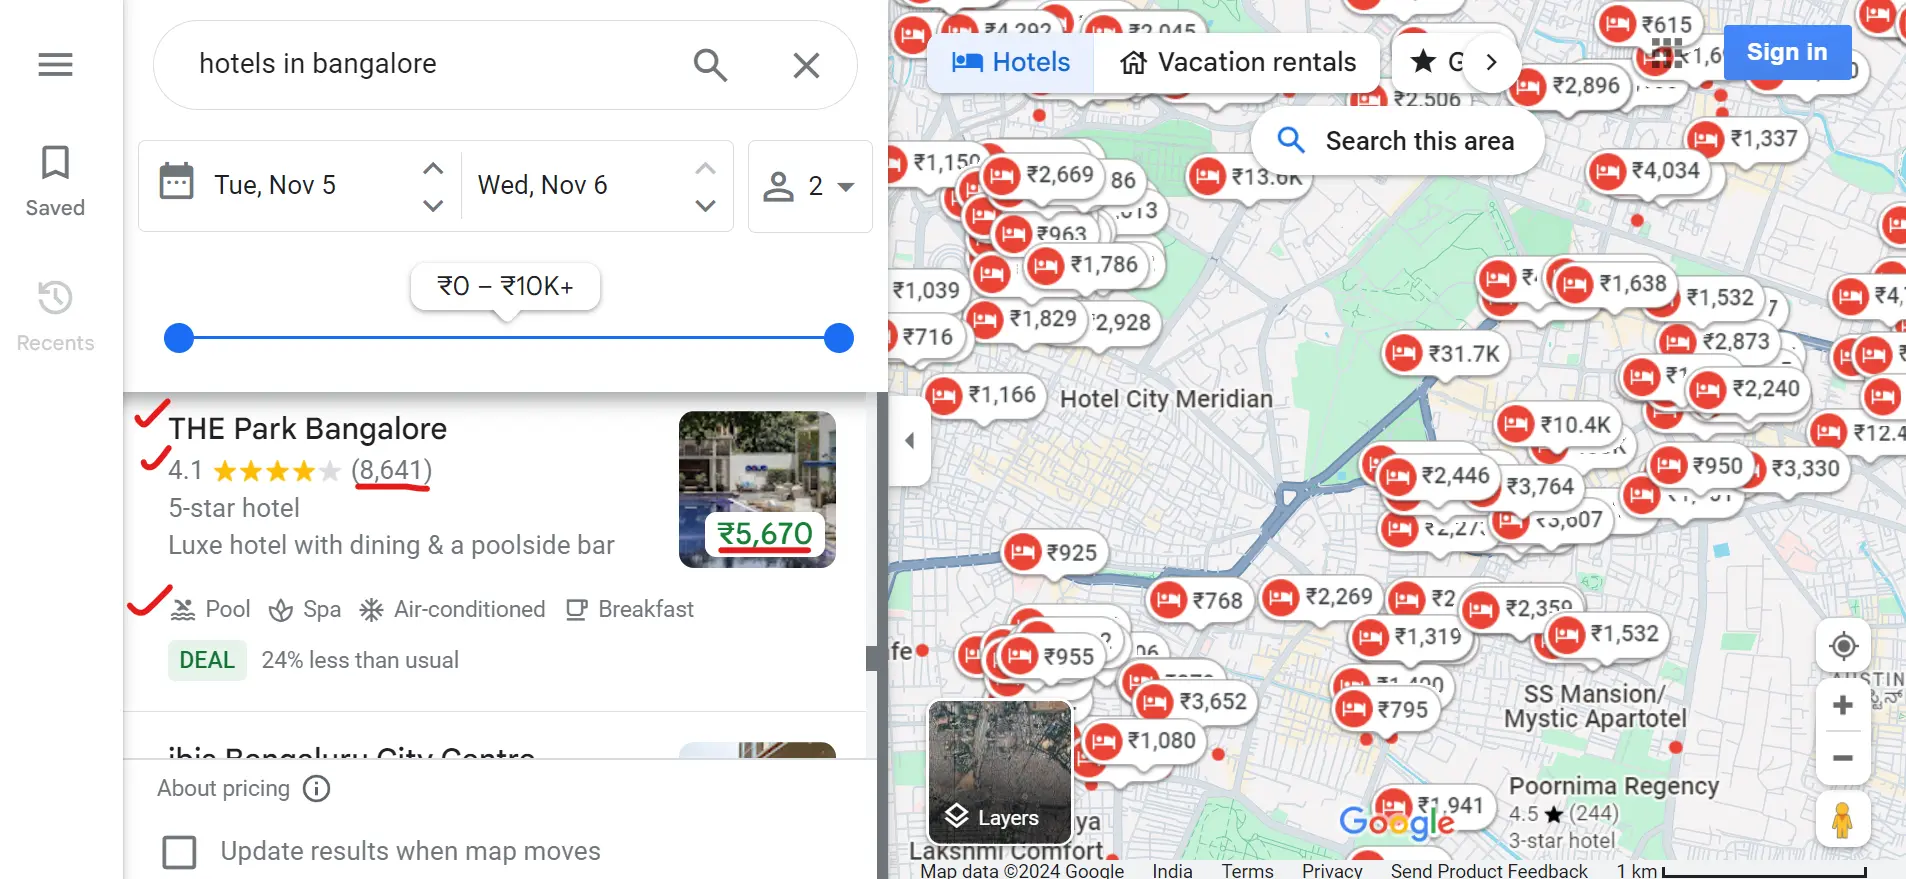 hotels in bangalore
Saved
Recents
Tue, Nov 5
Wed, Nov 6
2
₹0 – ₹10K+
THE Park Bangalore
4.1 (8,641)
5-star hotel
Luxe hotel with dining & a poolside bar
₹5,670
Pool Spa Air-conditioned Breakfast
DEAL 24% less than usual
ibis Bengaluru City Centre
About pricing
Update results when map moves
Hotels
Vacation rentals
Sign in
Search this area
₹4,292
₹2,045
₹615
₹2,896
₹2,506
₹1,337
₹1,150
₹2,669
86
₹13.6K
₹4,034
₹963
₹1,786
₹1,039
₹1,638
₹1,532
₹1,829
2,928
₹716
₹2,873
₹31.7K
₹1,166
Hotel City Meridian
₹2,240
₹10.4K
₹12.4
₹2,446
₹3,764
₹950
₹3,330
₹3,607
₹925
₹768
₹2,269
₹2,359
₹1,319
₹1,532
₹955
₹3,652
₹795
SS Mansion/
Mystic Apartotel
₹1,080
Poornima Regency
4.5 ★ (244)
3-star hotel
₹1,941
Layers
Google
Lakshmi Comfort
Map data ©2024 Google India Terms Privacy Send Product Feedback 1 km